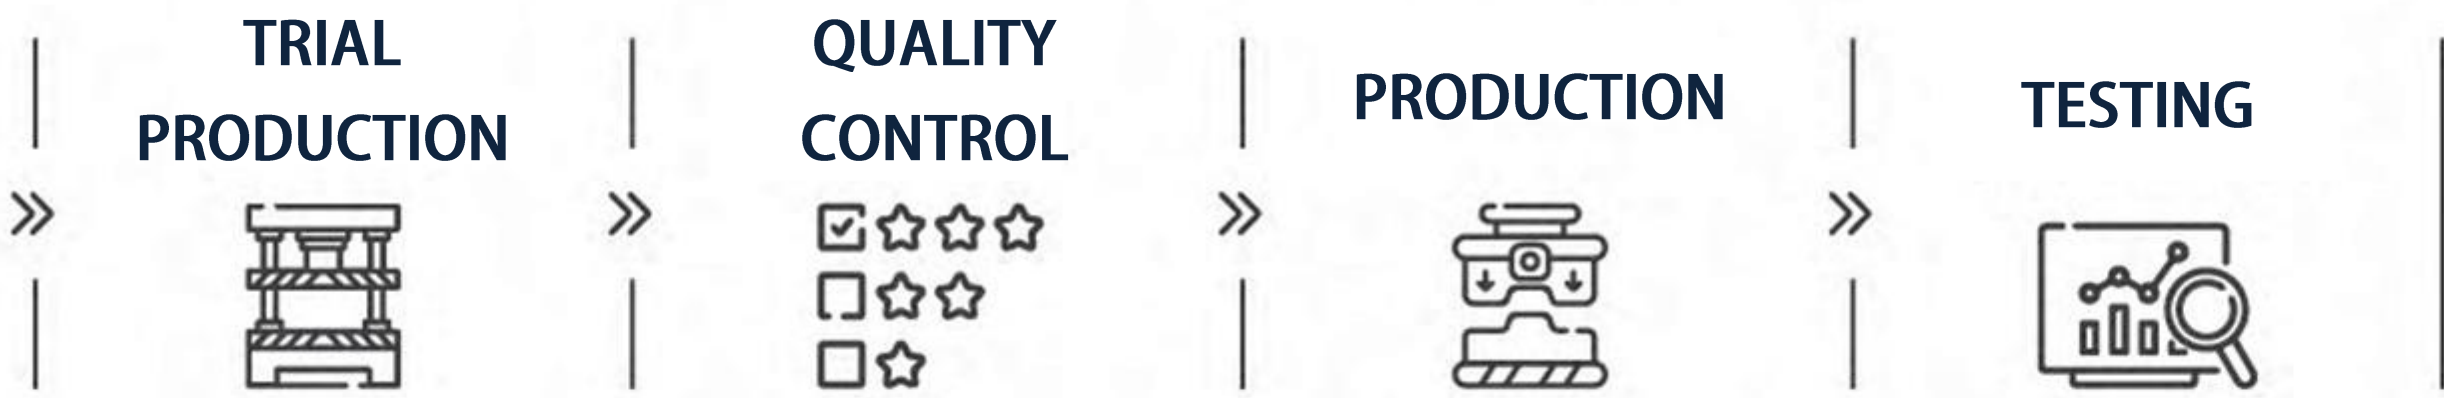 TRIAL
PRODUCTION
QUALITY
CONTROL
PRODUCTION
TESTING